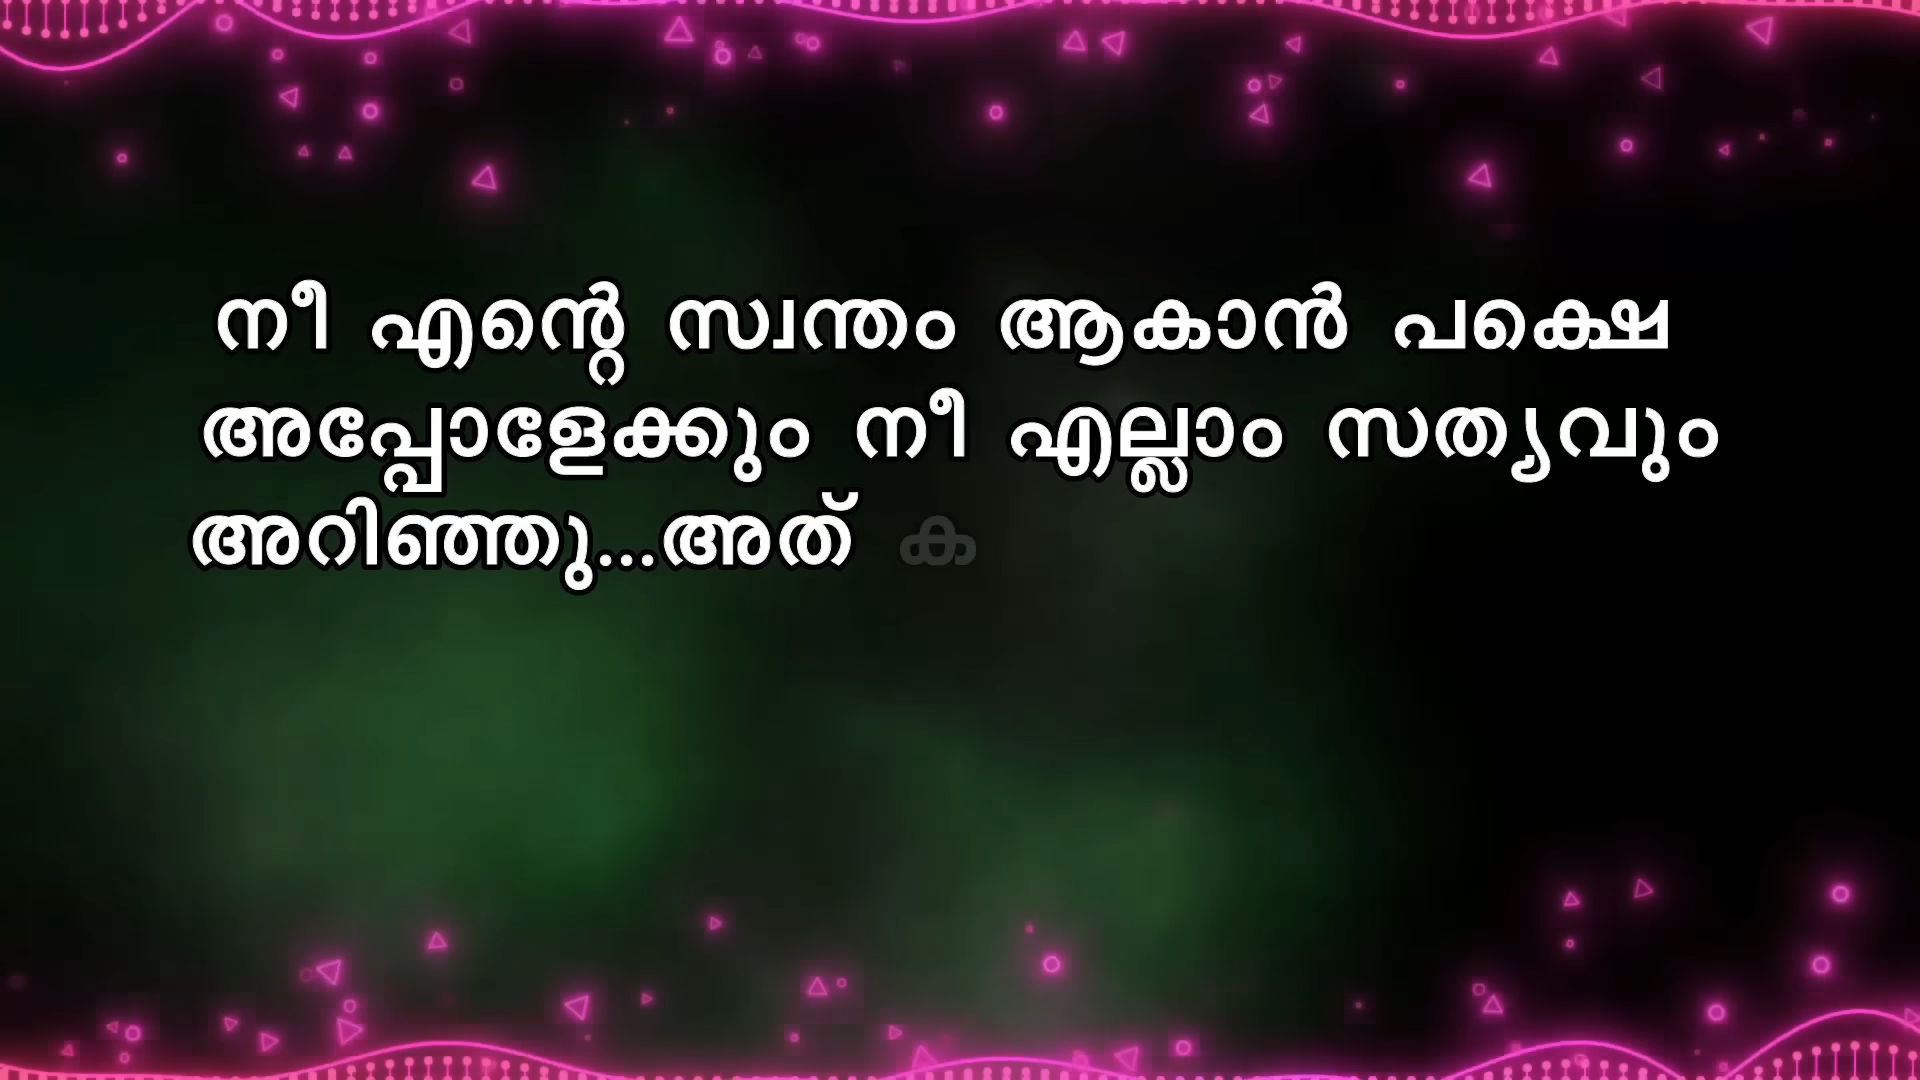 നീ എന്റെ സ്വന്തം ആകാൻ പക്ഷെ
അപ്പോളേക്കും നീ എല്ലാം സത്യവും
അറിഞ്ഞു...അത് ക